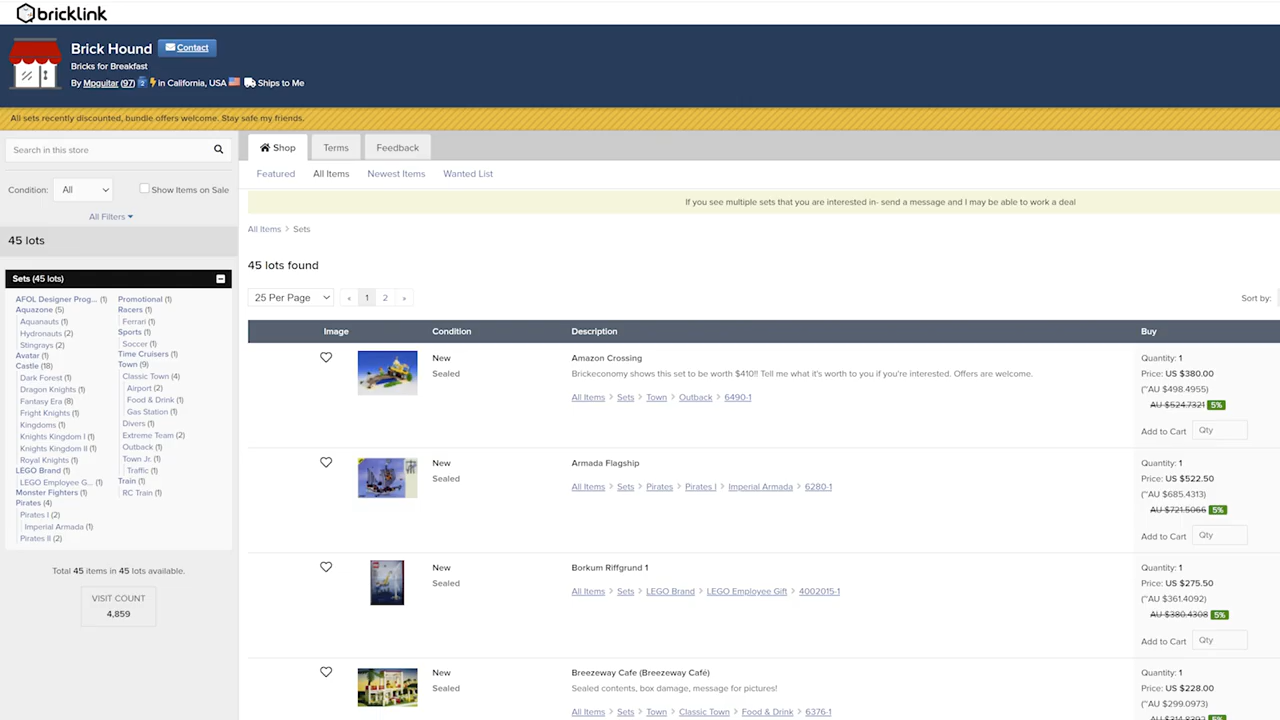 bricklink
Brick Hound Contact
Bricks for Breakfast
By Mpguitar (97) in California, USA Ships to Me
All sets recently discounted, bundle offers welcome. Stay safe my friends.
Search in this store
Condition: All Show Items on Sale
All Filters
45 lots
Sets (45 lots)
AFOL Designer Prog... (1)
Aquazone (5)
Aquanauts (1)
Hydronauts (2)
Stingrays (2)
Avatar (1)
Castle (18)
Dark Forest (1)
Dragon Knights (1)
Fantasy Era (8)
Fright Knights (1)
Kingdoms (1)
Knights Kingdom I (1)
Knights Kingdom II (1)
Royal Knights (1)
LEGO Brand (1)
LEGO Employee G... (1)
Monster Fighters (1)
Pirates (4)
Pirates I (2)
Imperial Armada (1)
Pirates II (2)
Promotional (1)
Racers (1)
Ferrari (1)
Sports (1)
Soccer (1)
Time Cruisers (1)
Town (9)
Classic Town (4)
Airport (2)
Food & Drink (1)
Gas Station (1)
Divers (1)
Extreme Team (2)
Outback (1)
Town Jr. (1)
Traffic (1)
Train (1)
RC Train (1)
Total 45 items in 45 lots available.
VISIT COUNT
4,859
Shop Terms Feedback
Featured All Items Newest Items Wanted List
If you see multiple sets that you are interested in- send a message and I may be able to work a deal
All Items > Sets
45 lots found
25 Per Page « 1 2 »
Sort by:
Image Condition Description Buy
New
Sealed
Amazon Crossing
Brickeconomy shows this set to be worth $410!! Tell me what it's worth to you if you're interested. Offers are welcome.
All Items > Sets > Town > Outback > 6490-1
Quantity: 1
Price: US $380.00
(~AU $498.4955)
AU $524.7321 5%
Add to Cart Qty
New
Sealed
Armada Flagship
All Items > Sets > Pirates > Pirates I > Imperial Armada > 6280-1
Quantity: 1
Price: US $522.50
(~AU $685.4313)
AU $721.5066 5%
Add to Cart Qty
New
Sealed
Borkum Riffgrund 1
All Items > Sets > LEGO Brand > LEGO Employee Gift > 4002015-1
Quantity: 1
Price: US $275.50
(~AU $361.4092)
AU $380.4308 5%
Add to Cart Qty
New
Sealed
Breezeway Cafe (Breezeway Café)
Sealed contents, box damage, message for pictures!
All Items > Sets > Town > Classic Town > Food & Drink > 6376-1
Quantity: 1
Price: US $228.00
(~AU $299.0973)